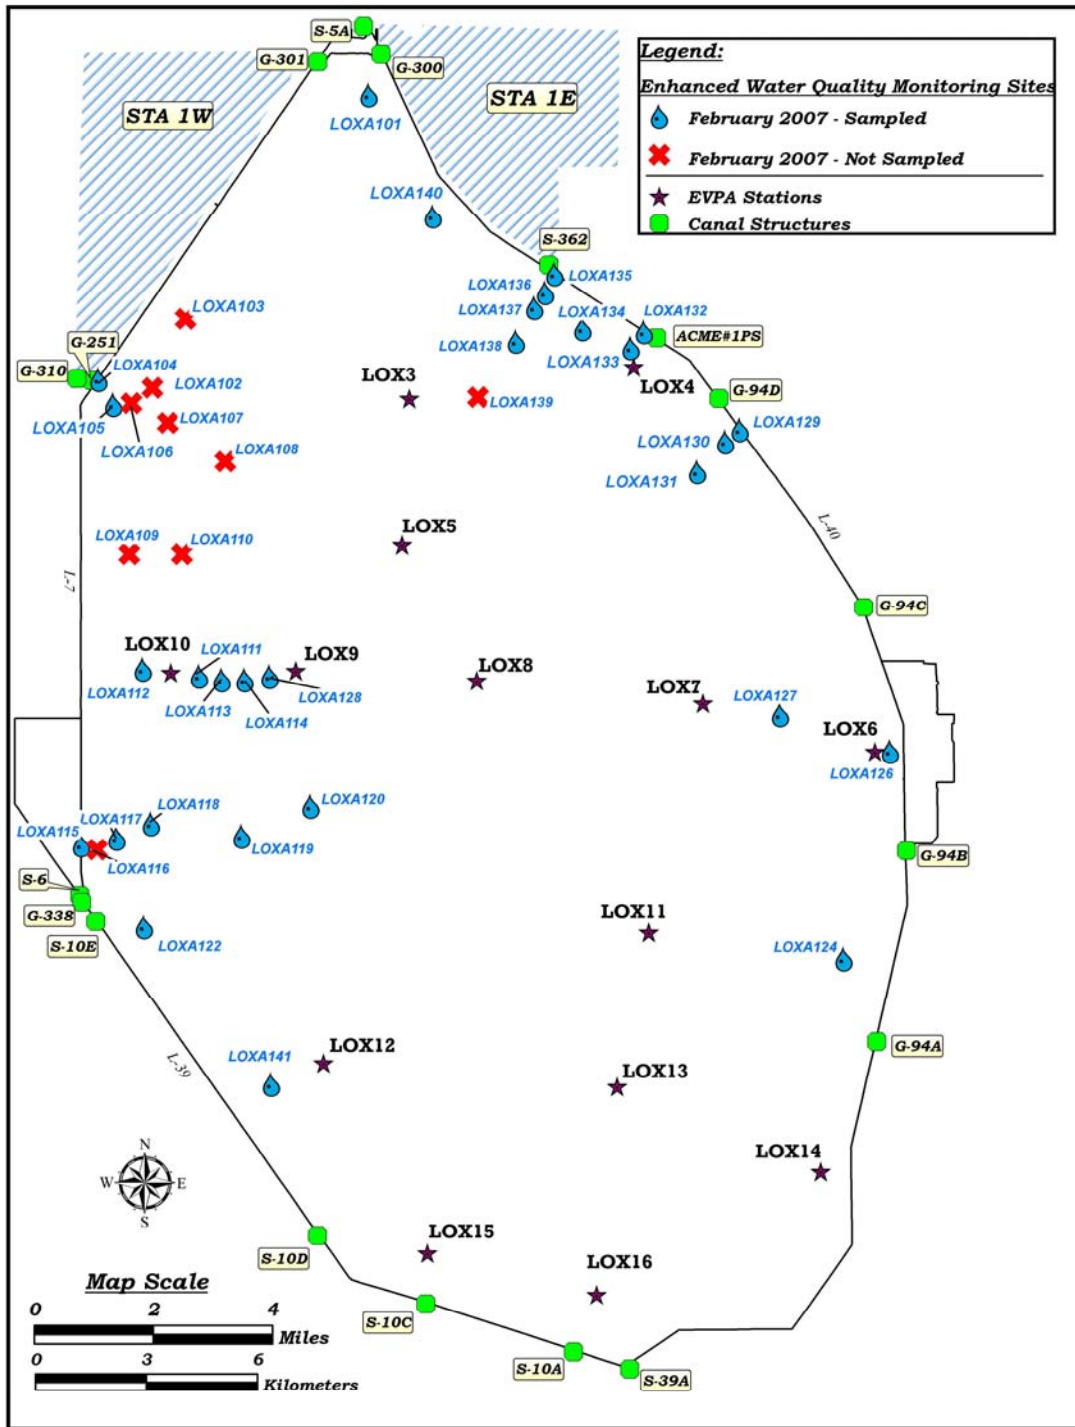 S-5A
G-301
G-300
STA 1W
STA 1E
LOXA101
Legend:
Enhanced Water Quality Monitoring Sites
February 2007 - Sampled
February 2007 - Not Sampled
EVPA Stations
Canal Structures
LOXA140
S-362
LOXA135
LOXA136
LOXA137
LOXA134
LOXA132
LOXA103
LOXA138
LOXA133
ACME#1PS
G-251
G-310
LOXA104
LOXA102
LOX3
LOX4
LOXA139
G-94D
LOXA105
LOXA107
LOXA106
LOXA129
LOXA130
LOXA108
LOXA131
LOX5
L-40
LOXA109
LOXA110
L-7
G-94C
LOX10
LOXA111
LOX9
LOX8
LOX7
LOXA112
LOXA113
LOXA114
LOXA128
LOXA127
LOX6
LOXA126
LOXA120
LOXA115
LOXA117
LOXA118
LOXA119
LOXA116
G-94B
S-6
G-338
S-10E
LOXA122
LOX11
LOXA124
L-39
LOX12
LOXA141
G-94A
LOX13
LOX14
N
W E
S
S-10D
LOX15
LOX16
Map Scale
0 2 4
Miles
0 3 6
Kilometers
S-10C
S-10A
S-39A